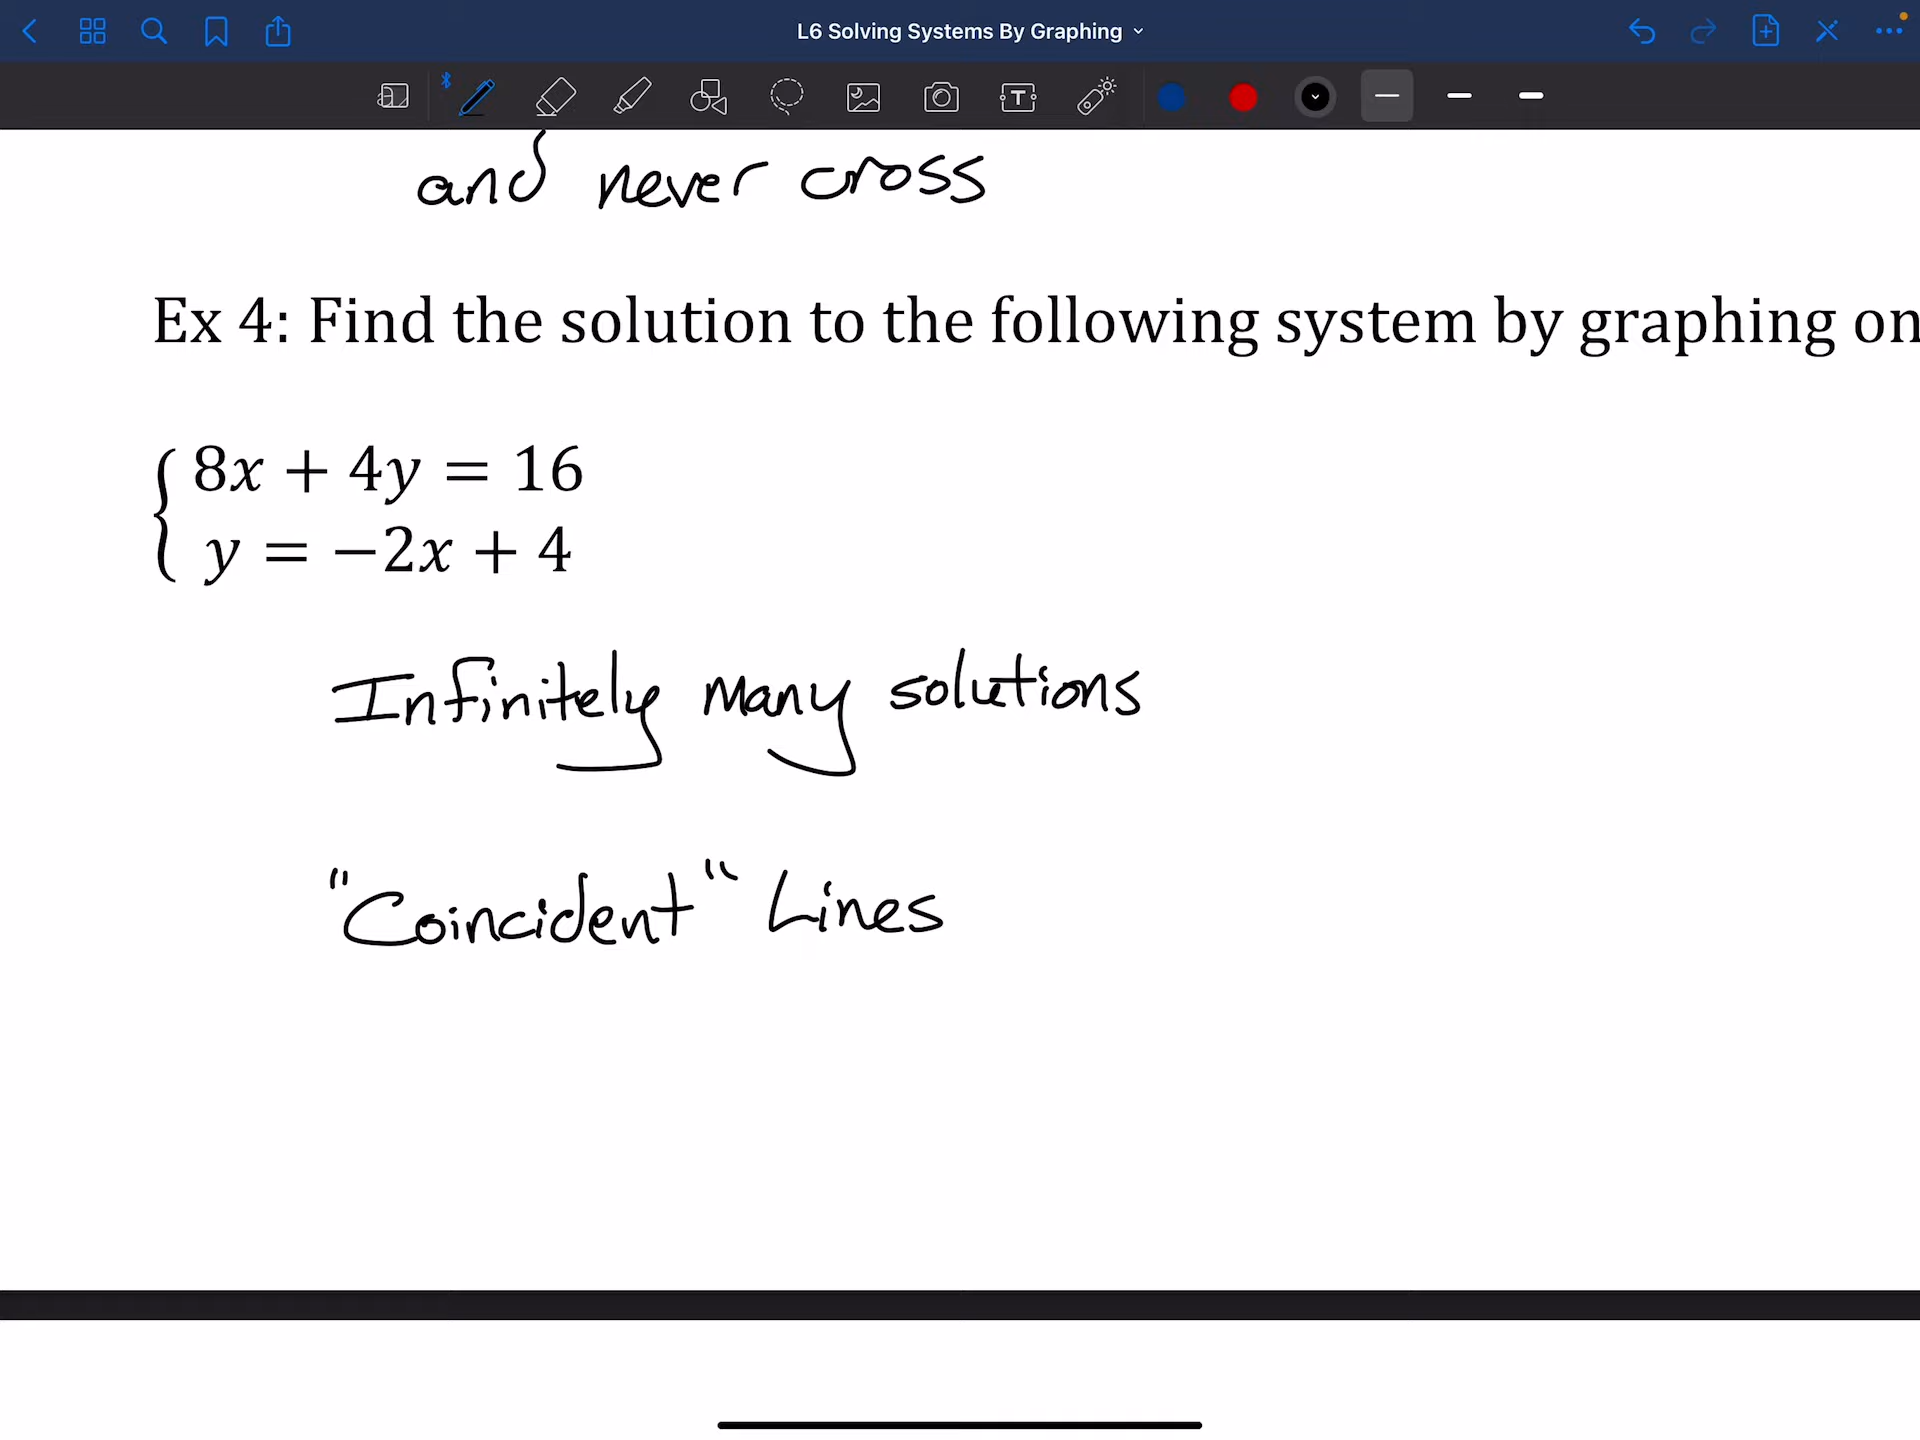 L6 Solving Systems By Graphing
T
and never cross
Ex 4: Find the solution to the following system by graphing on
8x + 4y = 16
y = −2x + 4
Infinitely many solutions
"Coincident" Lines